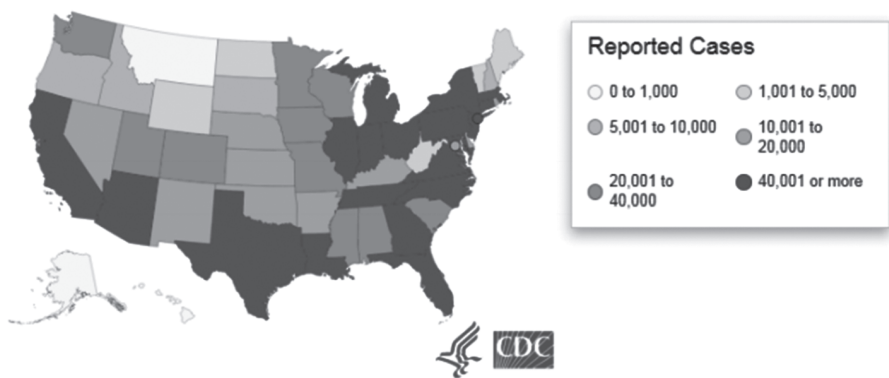 Reported Cases
0 to 1,000
1,001 to 5,000
5,001 to 10,000
10,001 to
20,000
20,001 to
40,000
40,001 or more
CDC